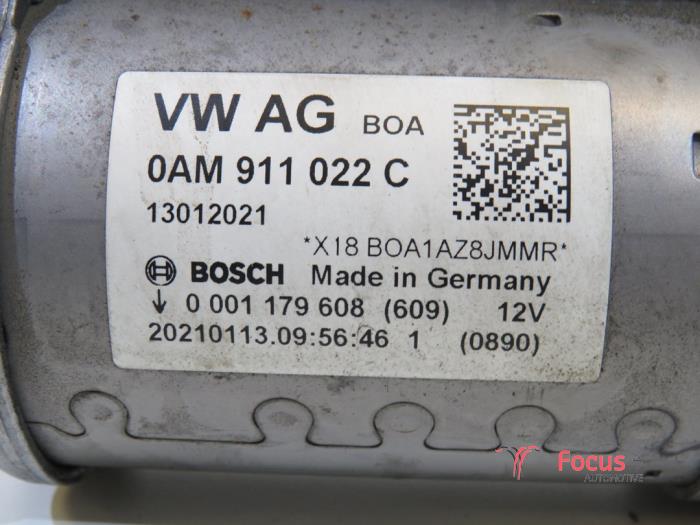 VW AG BOA
0AM 911 022 C
13012021
*X18 BOA1AZ8JMMR*
BOSCH Made in Germany
↓ 0 001 179 608 (609) 12V
20210113.09:56:46 1 (0890)
Focus
AUTOMOTIVE